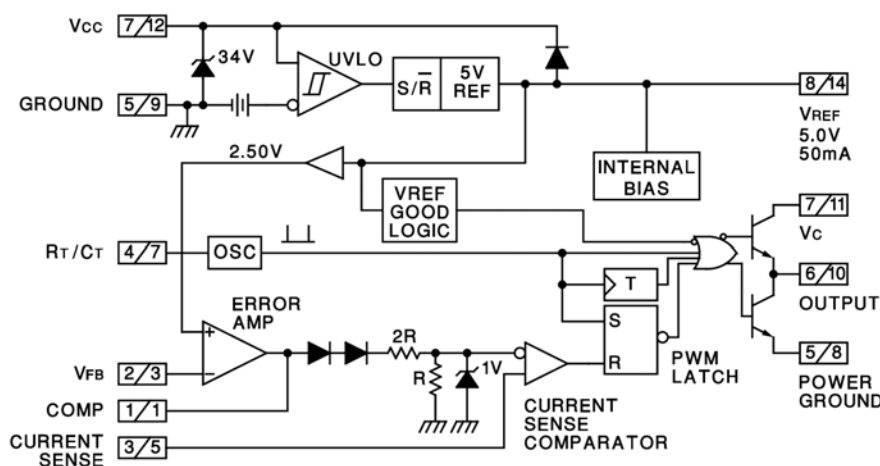 Vcc 7/12
34V
UVLO
S/R̅
5V
REF
GROUND 5/9
8/14
VREF
5.0V
50mA
2.50V
INTERNAL
BIAS
VREF
GOOD
LOGIC
7/11
Vc
RT/CT 4/7
OSC
T
6/10
OUTPUT
ERROR
AMP
+
−
2R
R
1V
S
R
PWM
LATCH
5/8
POWER
GROUND
VFB 2/3
COMP 1/1
CURRENT
SENSE 3/5
CURRENT
SENSE
COMPARATOR